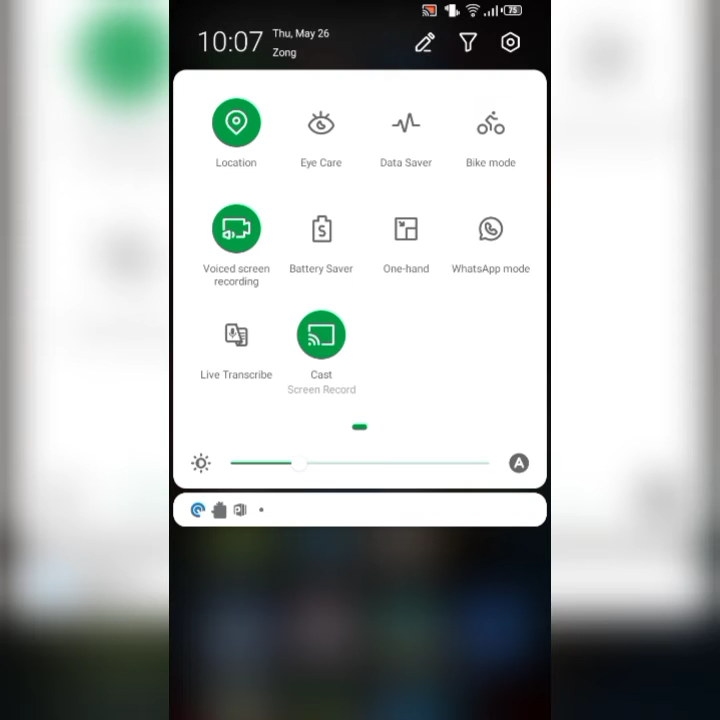 75
10:07
Thu, May 26
Zong
Location
Eye Care
Data Saver
Bike mode
Voiced screen
recording
Battery Saver
One-hand
WhatsApp mode
Live Transcribe
Cast
Screen Record
A